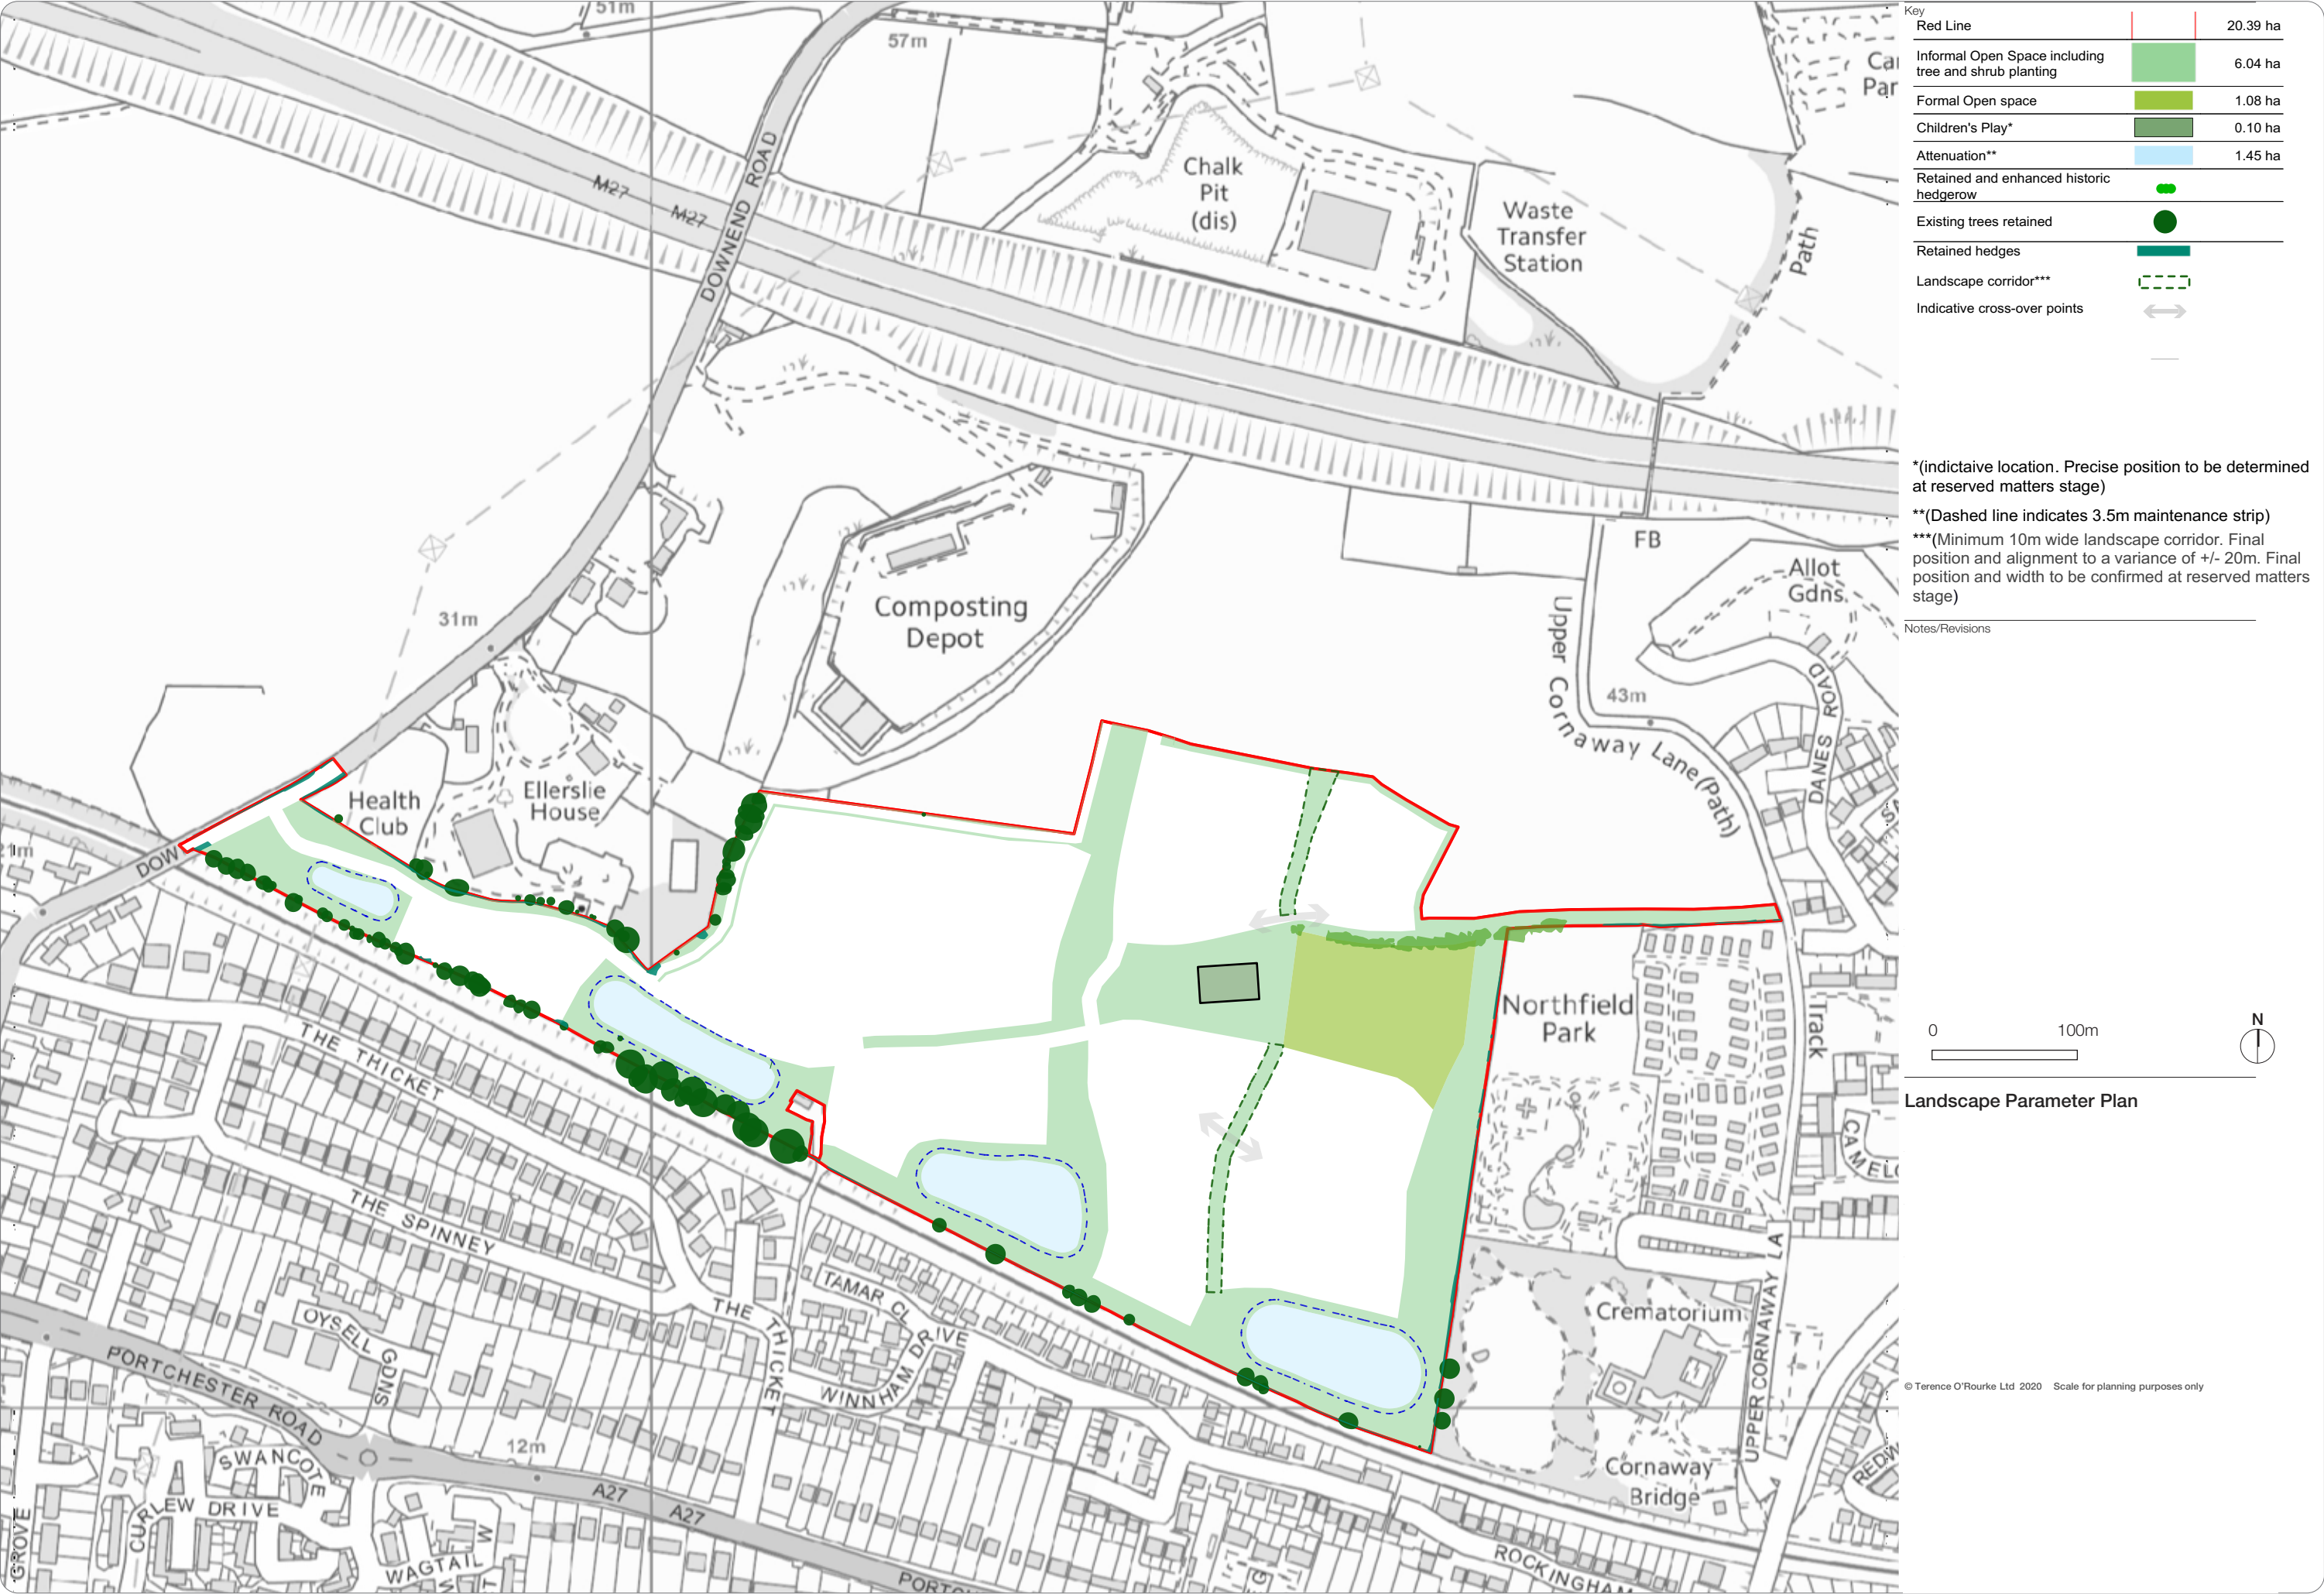 51m
57m
DOWNEND ROAD
M27
M27
Chalk
Pit
(dis)
Waste
Transfer
Station
Path
FB
Allot
Gdns
31m
Composting
Depot
Upper Cornaway Lane(Path)
43m
DANES ROAD
Health
Club
Ellerslie
House
DOW
Northfield
Park
Track
THE THICKET
THE SPINNEY
OYSELL GDNS
THE THICKET
TAMAR CL
WINNHAM DRIVE
Crematorium
UPPER CORNAWAY LA
Cornaway
Bridge
PORTCHESTER ROAD
12m
A27
A27
SWANCOTE
CURLEW DRIVE
WAGTAIL W
GROVE
ROCKINGHAM
Key
Red Line 20.39 ha
Informal Open Space including
tree and shrub planting 6.04 ha
Formal Open space 1.08 ha
Children's Play* 0.10 ha
Attenuation** 1.45 ha
Retained and enhanced historic
hedgerow
Existing trees retained
Retained hedges
Landscape corridor***
Indicative cross-over points
*(indictaive location. Precise position to be determined
at reserved matters stage)
**(Dashed line indicates 3.5m maintenance strip)
***(Minimum 10m wide landscape corridor. Final
position and alignment to a variance of +/- 20m. Final
position and width to be confirmed at reserved matters
stage)
Notes/Revisions
0 100m
N
Landscape Parameter Plan
© Terence O'Rourke Ltd 2020 Scale for planning purposes only